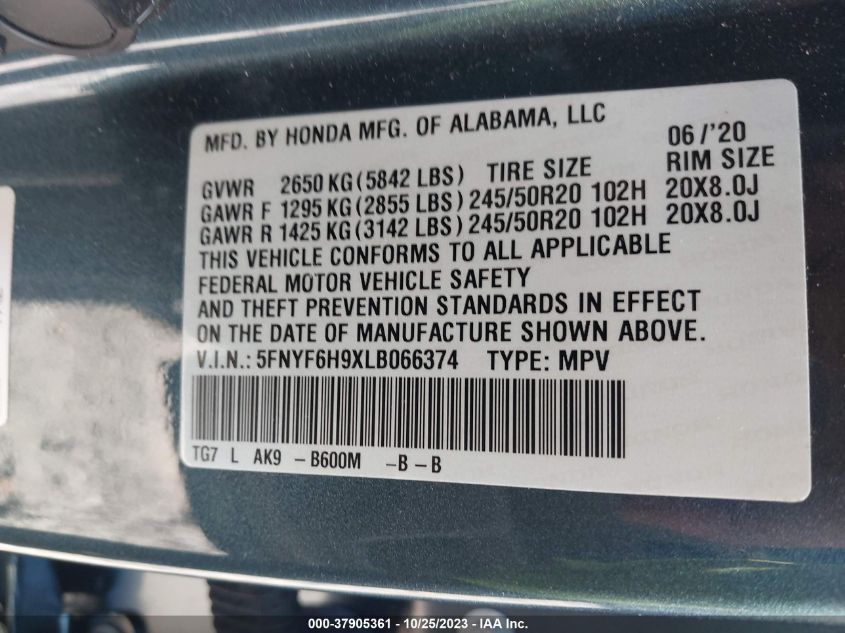 MFD. BY HONDA MFG. OF ALABAMA, LLC 06/'20
GVWR 2650 KG (5842 LBS) TIRE SIZE RIM SIZE
GAWR F 1295 KG (2855 LBS) 245/50R20 102H 20X8.0J
GAWR R 1425 KG (3142 LBS) 245/50R20 102H 20X8.0J
THIS VEHICLE CONFORMS TO ALL APPLICABLE
FEDERAL MOTOR VEHICLE SAFETY
AND THEFT PREVENTION STANDARDS IN EFFECT
ON THE DATE OF MANUFACTURE SHOWN ABOVE.
V.I.N.: 5FNYF6H9XLB066374 TYPE: MPV
TG7 L AK9 - B600M - B - B
000-37905361 - 10/25/2023 - IAA Inc.